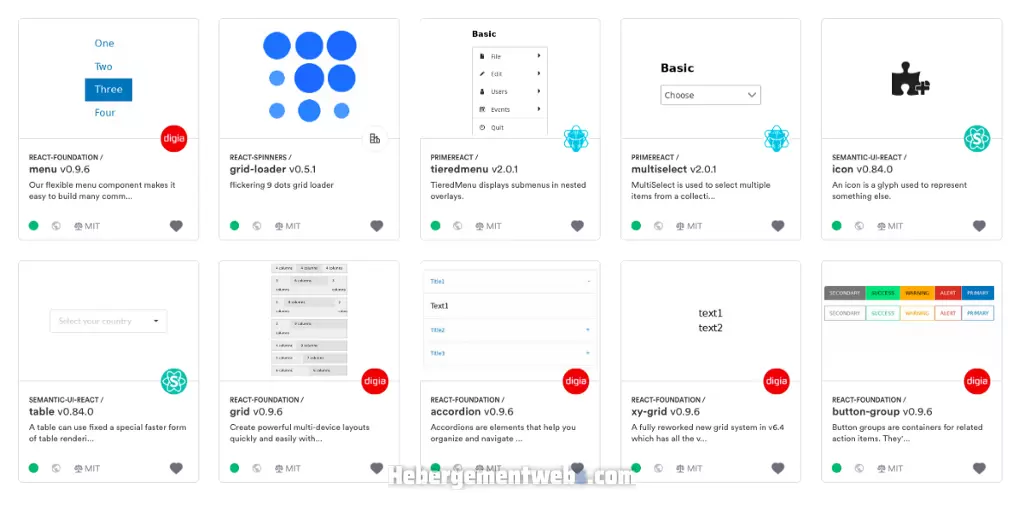 One
Two
Three
Four
digia
REACT-FOUNDATION /
menu v0.9.6
Our flexible menu component makes it
easy to build many comm...
MIT
REACT-SPINNERS /
grid-loader v0.5.1
flickering 9 dots grid loader
MIT
Basic
File
Edit
Users
Events
Quit
PRIMEREACT /
tieredmenu v2.0.1
TieredMenu displays submenus in nested
overlays.
MIT
Basic
Choose
PRIMEREACT /
multiselect v2.0.1
MultiSelect is used to select multiple
items from a collecti...
MIT
SEMANTIC-UI-REACT /
icon v0.84.0
An icon is a glyph used to represent
something else.
MIT
Select your country
SEMANTIC-UI-REACT /
table v0.84.0
A table can use fixed a special faster form
of table renderi...
MIT
digia
REACT-FOUNDATION /
grid v0.9.6
Create powerful multi-device layouts
quickly and easily with...
MIT
Title1
Text1
Title2
Title3
digia
REACT-FOUNDATION /
accordion v0.9.6
Accordions are elements that help you
organize and navigate ...
MIT
text1
text2
digia
REACT-FOUNDATION /
xy-grid v0.9.6
A fully reworked new grid system in v6.4
which has all the v...
MIT
SECONDARY SUCCESS WARNING ALERT PRIMARY
SECONDARY SUCCESS WARNING ALERT PRIMARY
digia
REACT-FOUNDATION /
button-group v0.9.6
Button groups are containers for related
action items. They'...
MIT
Hebergementweb.com